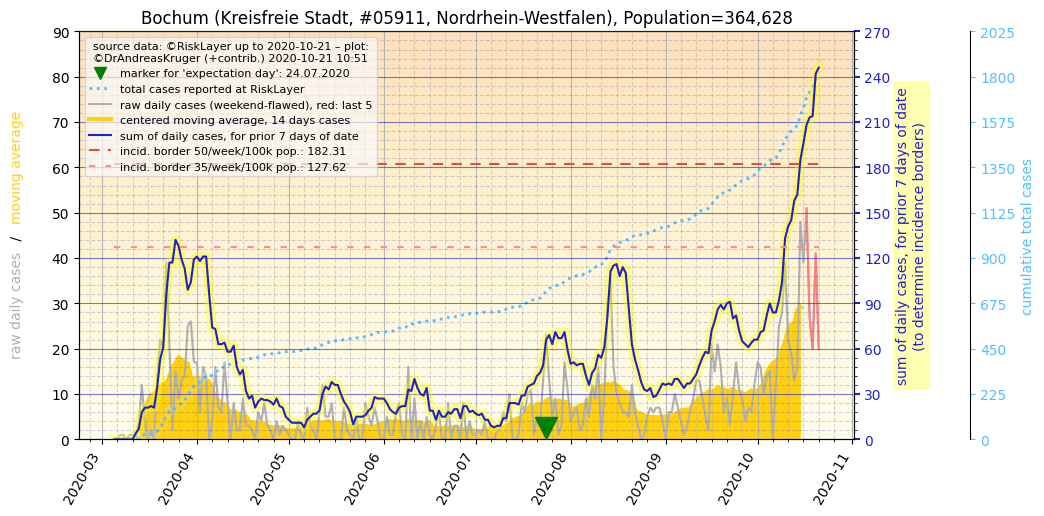 Bochum (Kreisfreie Stadt, #05911, Nordrhein-Westfalen), Population=364,628
source data: ©RiskLayer up to 2020-10-21 – plot:
©DrAndreasKruger (+contrib.) 2020-10-21 10:51
marker for 'expectation day': 24.07.2020
total cases reported at RiskLayer
raw daily cases (weekend-flawed), red: last 5
centered moving average, 14 days cases
sum of daily cases, for prior 7 days of date
incid. border 50/week/100k pop.: 182.31
incid. border 35/week/100k pop.: 127.62
raw daily cases / moving average
90
80
70
60
50
40
30
20
10
0
2020-03
2020-04
2020-05
2020-06
2020-07
2020-08
2020-09
2020-10
2020-11
270
240
210
180
150
120
90
60
30
0
sum of daily cases, for prior 7 days of date
(to determine incidence borders)
2025
1800
1575
1350
1125
900
675
450
225
0
cumulative total cases